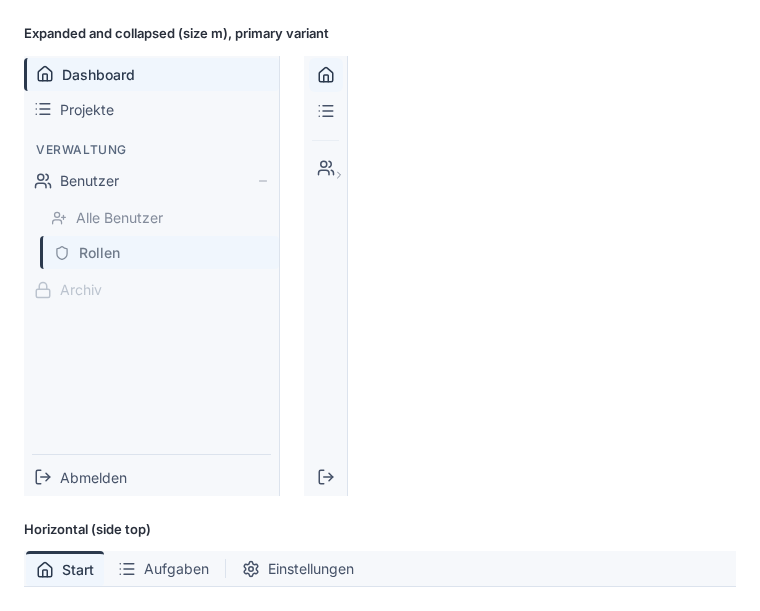 Expanded and collapsed (size m), primary variant
Dashboard
Projekte
VERWALTUNG
Benutzer
Alle Benutzer
Rollen
Archiv
Abmelden
Horizontal (side top)
Start
Aufgaben
Einstellungen